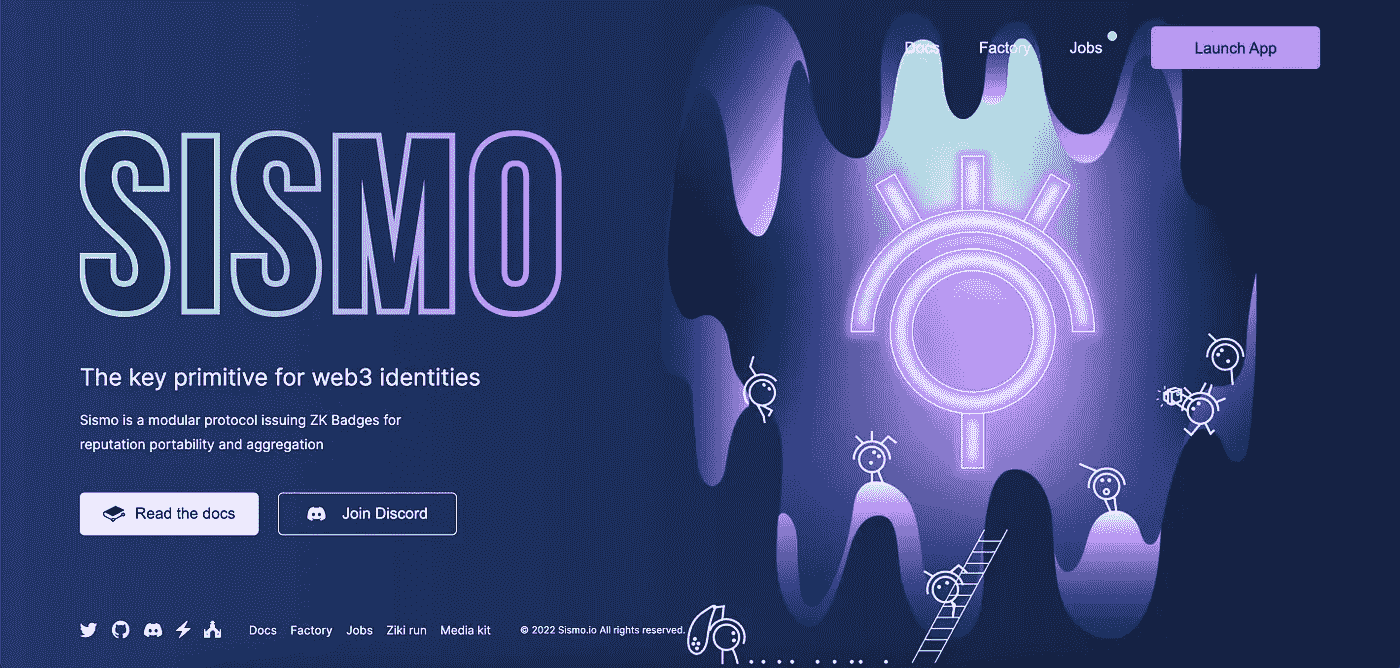 Docs Factory Jobs Launch App
SISMO
The key primitive for web3 identities
Sismo is a modular protocol issuing ZK Badges for
reputation portability and aggregation
Read the docs Join Discord
Docs Factory Jobs Ziki run Media kit © 2022 Sismo.io All rights reserved.